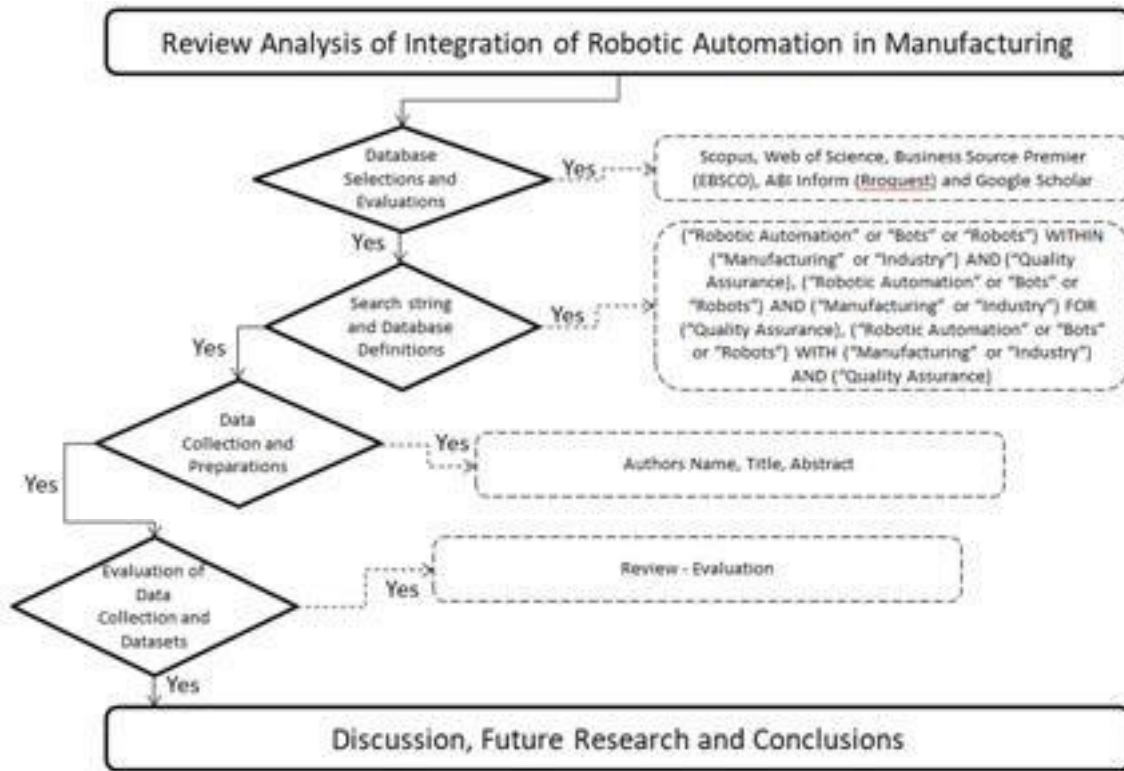 Review Analysis of Integration of Robotic Automation in Manufacturing
Database
Selections and
Evaluations
Yes
Scopus, Web of Science, Business Source Premier
(EBSCO), ABI Inform (Rroquest) and Google Scholar
Yes
Search string
and Database
Definitions
Yes
("Robotic Automation" or "Bots" or "Robots") WITHIN
("Manufacturing" or "Industry") AND ("Quality
Assurance), ("Robotic Automation" or "Bots" or
"Robots") AND ("Manufacturing" or "Industry") FOR
("Quality Assurance), ("Robotic Automation" or "Bots"
or "Robots") WITH ("Manufacturing" or "Industry")
AND ("Quality Assurance)
Yes
Data
Collection and
Preparations
Yes
Authors Name, Title, Abstract
Yes
Evaluation of
Data
Collection and
Datasets
Yes
Review - Evaluation
Yes
Discussion, Future Research and Conclusions